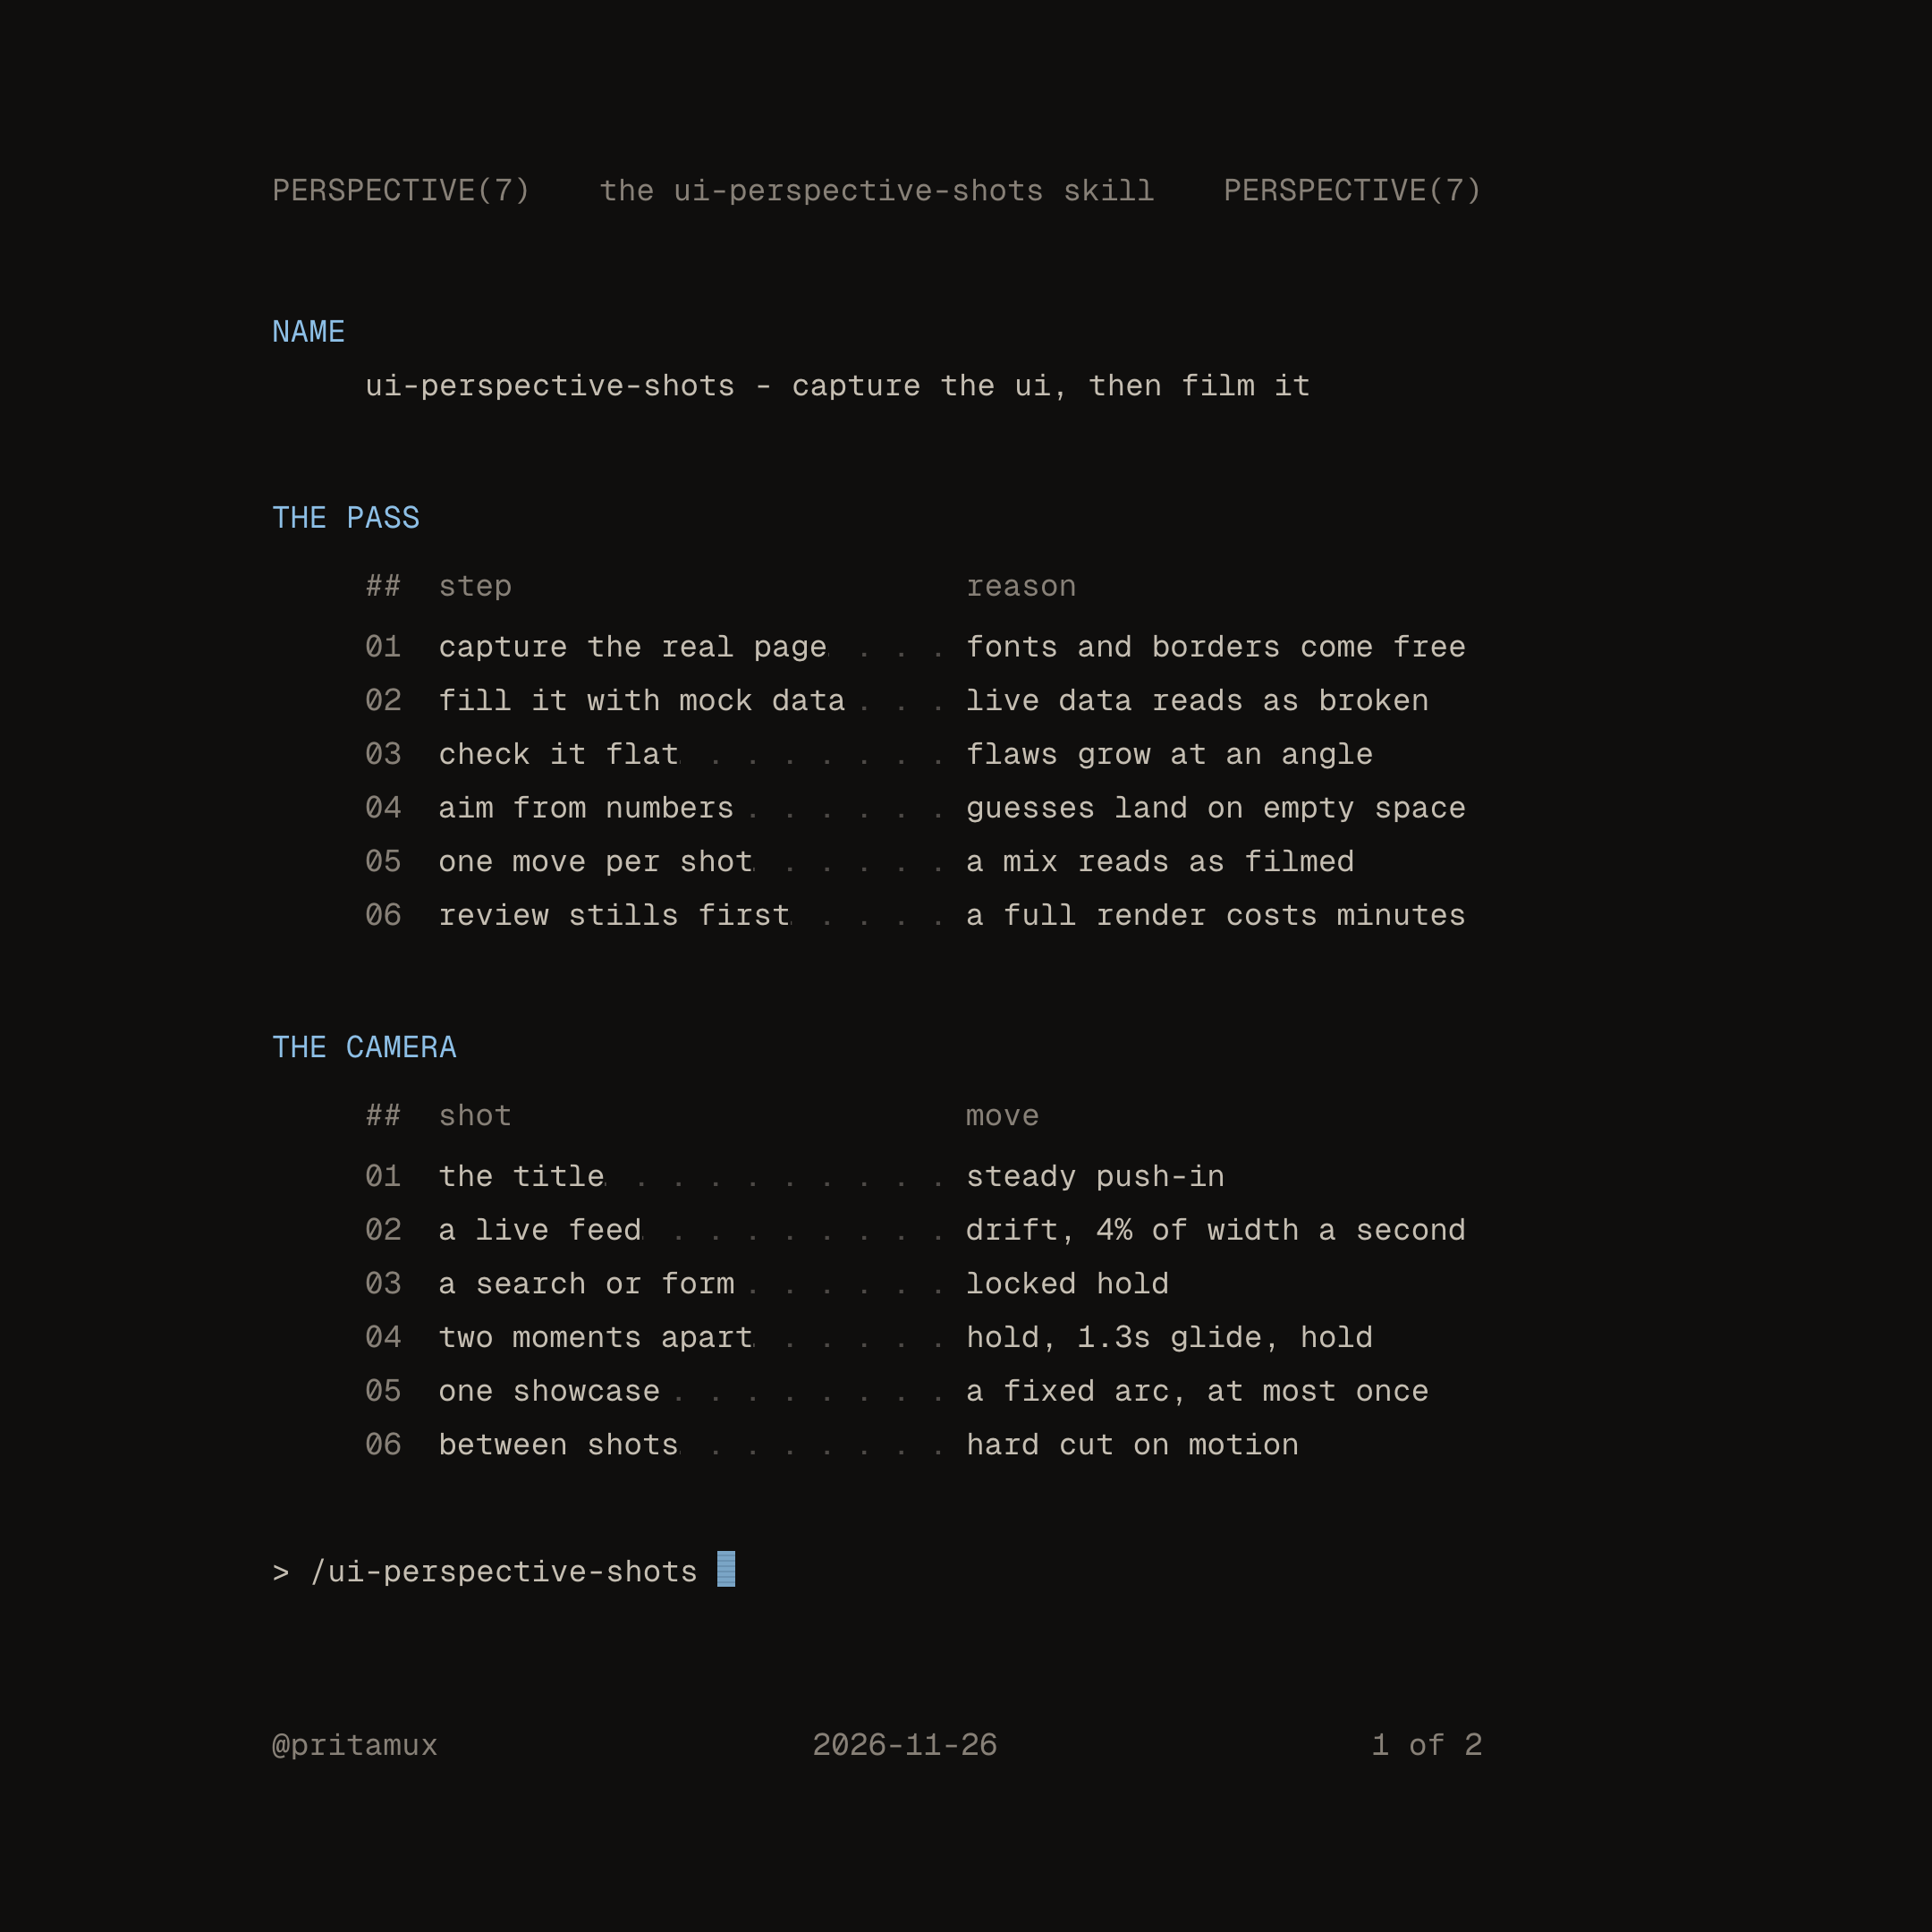 PERSPECTIVE(7)    the ui-perspective-shots skill    PERSPECTIVE(7)
NAME
ui-perspective-shots - capture the ui, then film it
THE PASS
##  step                         reason
01  capture the real page. . . . fonts and borders come free
02  fill it with mock data . . . live data reads as broken
03  check it flat. . . . . . . . flaws grow at an angle
04  aim from numbers . . . . . . guesses land on empty space
05  one move per shot. . . . . . a mix reads as filmed
06  review stills first. . . . . a full render costs minutes
THE CAMERA
##  shot                         move
01  the title. . . . . . . . . . steady push-in
02  a live feed. . . . . . . . . drift, 4% of width a second
03  a search or form . . . . . . locked hold
04  two moments apart. . . . . . hold, 1.3s glide, hold
05  one showcase . . . . . . . . a fixed arc, at most once
06  between shots. . . . . . . . hard cut on motion
> /ui-perspective-shots
@pritamux    2026-11-26    1 of 2